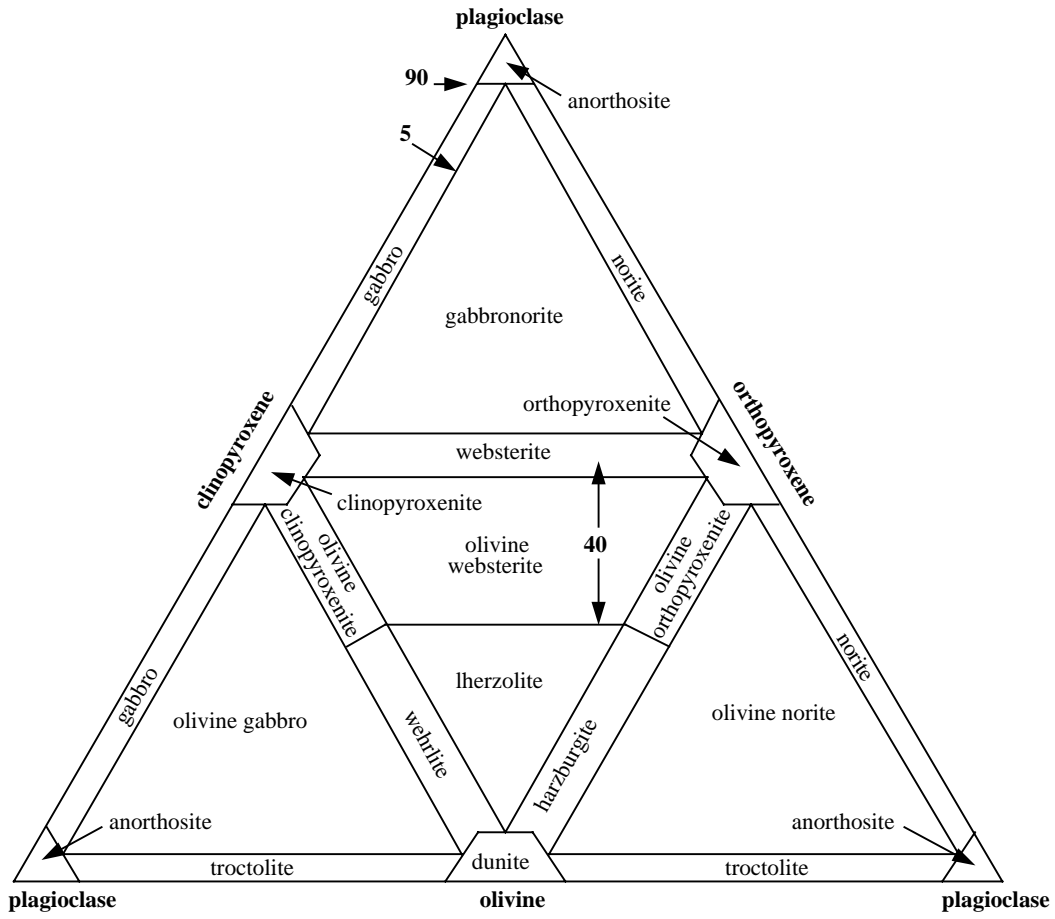 plagioclase
90
anorthosite
5
gabbro
norite
gabbronorite
clinopyroxene
orthopyroxenite
orthopyroxene
websterite
clinopyroxenite
olivine
clinopyroxenite
olivine
websterite
40
olivine
orthopyroxenite
gabbro
olivine gabbro
wehrlite
lherzolite
harzburgite
olivine norite
norite
anorthosite
anorthosite
troctolite
dunite
troctolite
plagioclase
olivine
plagioclase